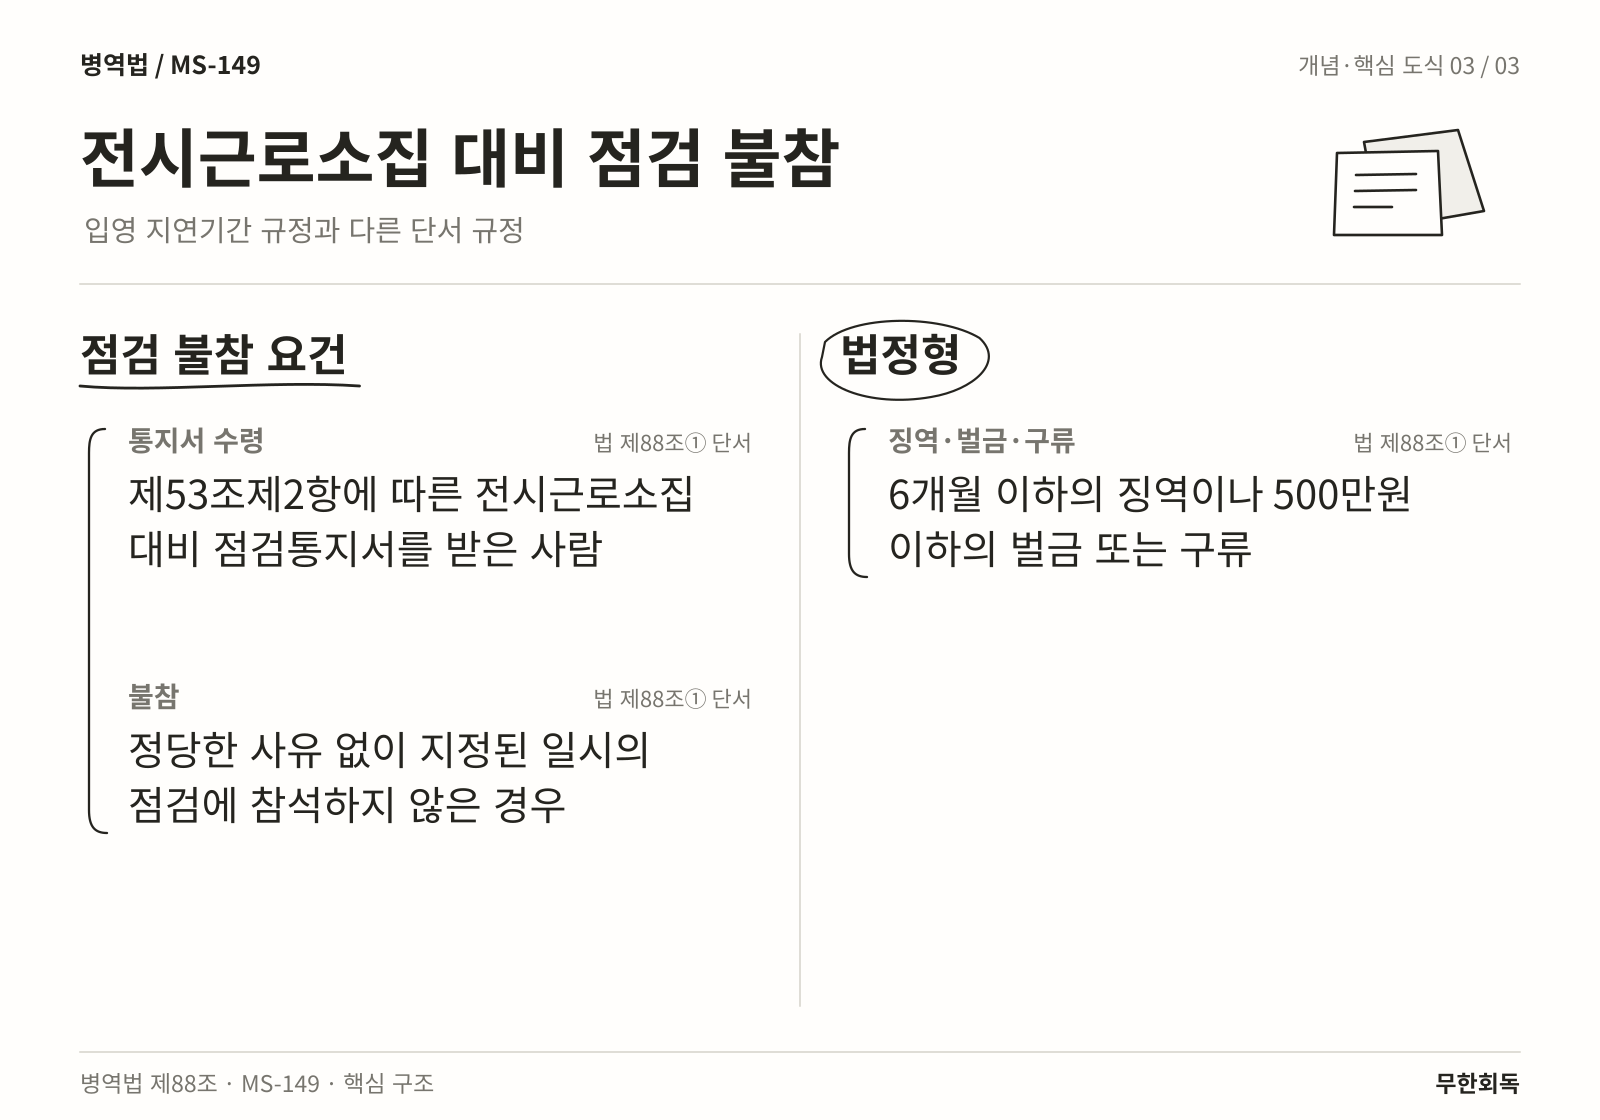 병역법 / MS-149
개념·핵심 도식 03 / 03
전시근로소집 대비 점검 불참
입영 지연기간 규정과 다른 단서 규정
점검 불참 요건
통지서 수령
법 제88조① 단서
제53조제2항에 따른 전시근로소집
대비 점검통지서를 받은 사람
불참
법 제88조① 단서
정당한 사유 없이 지정된 일시의
점검에 참석하지 않은 경우
법정형
징역·벌금·구류
법 제88조① 단서
6개월 이하의 징역이나 500만원
이하의 벌금 또는 구류
병역법 제88조 · MS-149 · 핵심 구조
무한회독